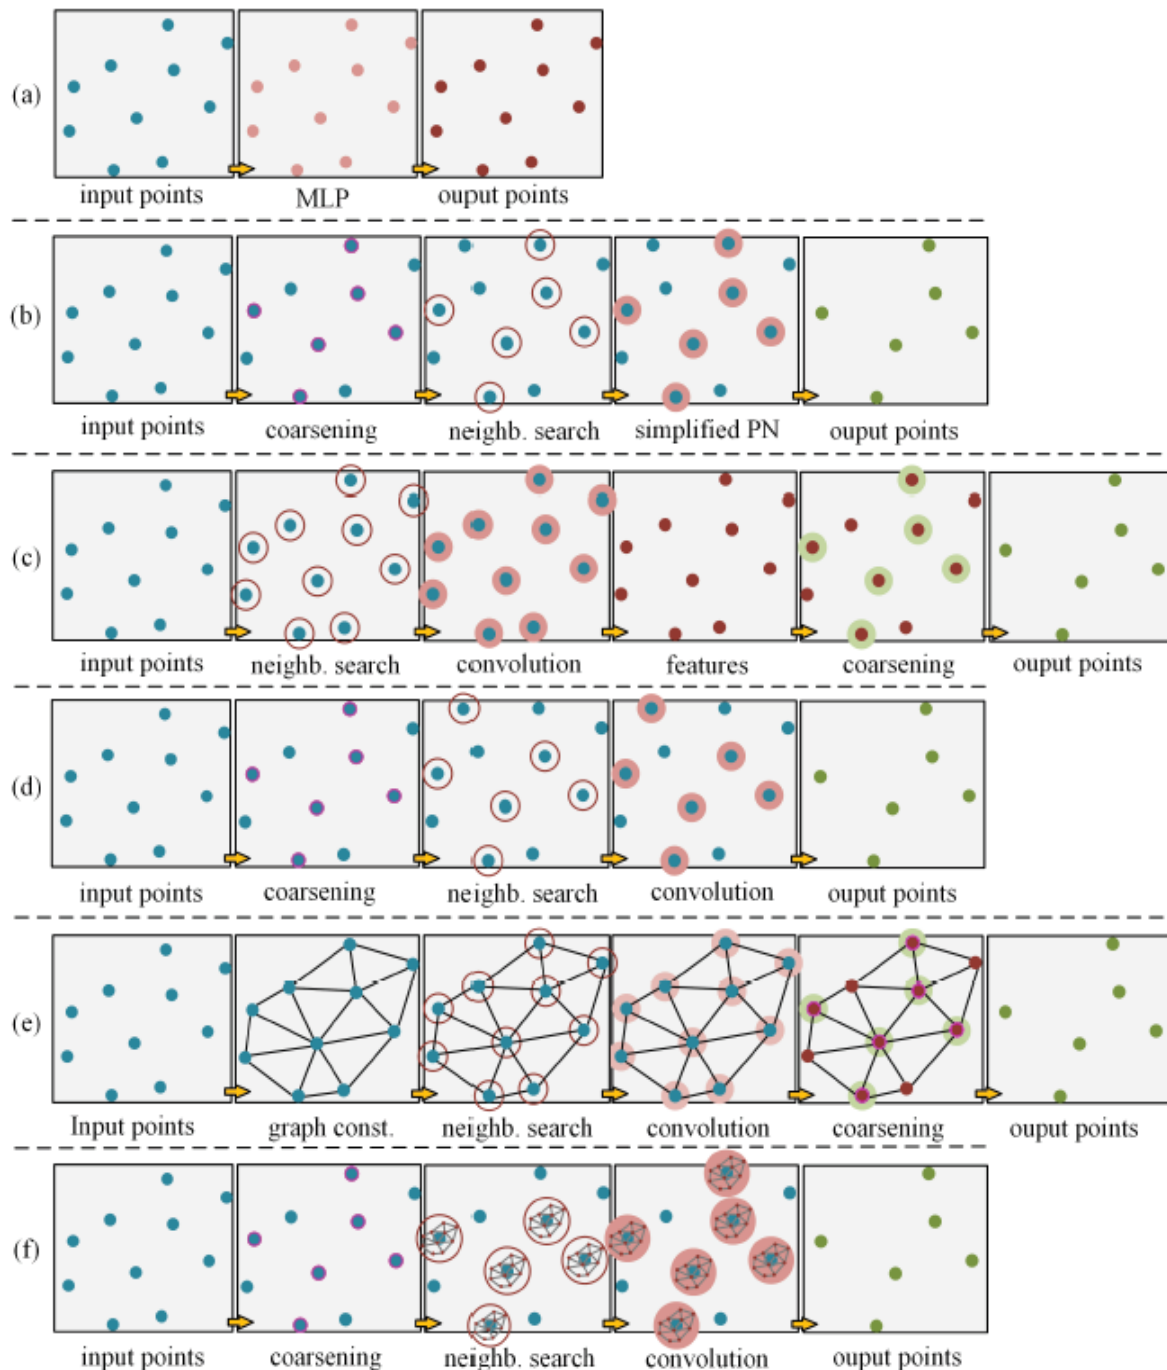 (a)
input points MLP ouput points
(b)
input points coarsening neighb. search simplified PN ouput points
(c)
input points neighb. search convolution features coarsening ouput points
(d)
input points coarsening neighb. search convolution ouput points
(e)
Input points graph const. neighb. search convolution coarsening ouput points
(f)
input points coarsening neighb. search convolution ouput points